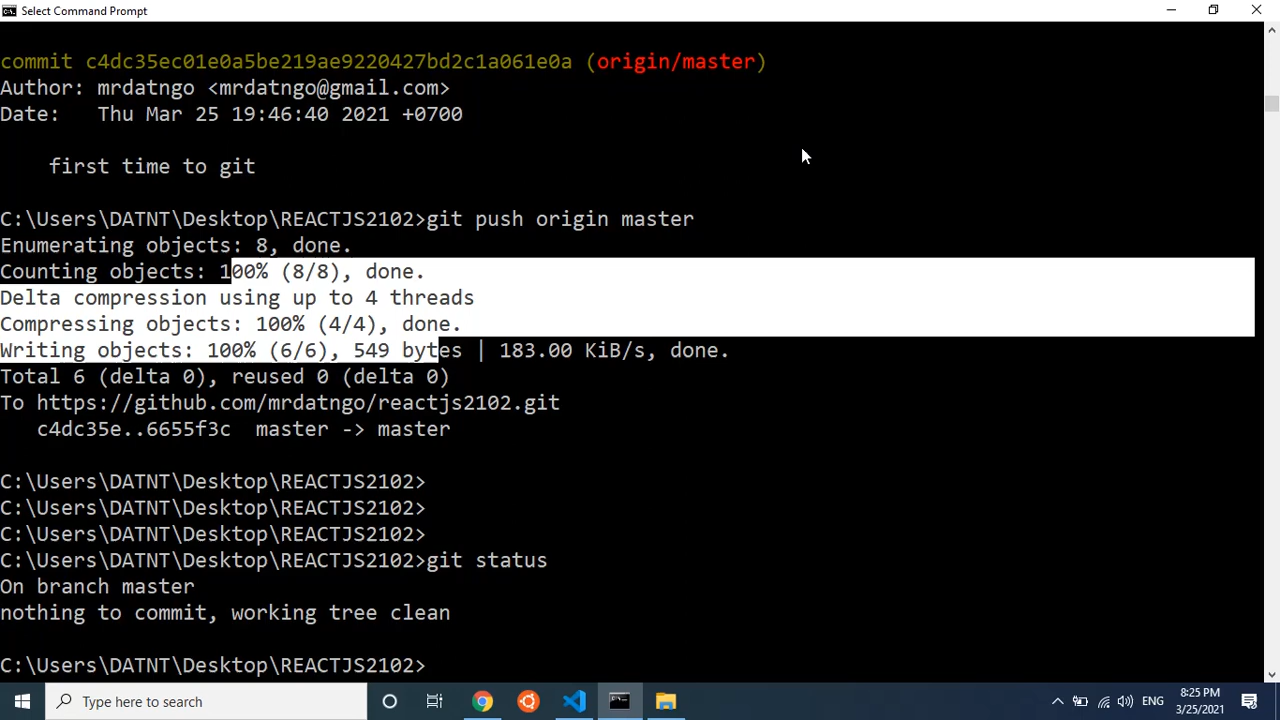 Select Command Prompt
commit c4dc35ec01e0a5be219ae9220427bd2c1a061e0a (origin/master)
Author: mrdatngo <mrdatngo@gmail.com>
Date:   Thu Mar 25 19:46:40 2021 +0700
first time to git
C:\Users\DATNT\Desktop\REACTJS2102>git push origin master
Enumerating objects: 8, done.
Counting objects: 100% (8/8), done.
Delta compression using up to 4 threads
Compressing objects: 100% (4/4), done.
Writing objects: 100% (6/6), 549 bytes | 183.00 KiB/s, done.
Total 6 (delta 0), reused 0 (delta 0)
To https://github.com/mrdatngo/reactjs2102.git
c4dc35e..6655f3c  master -> master
C:\Users\DATNT\Desktop\REACTJS2102>
C:\Users\DATNT\Desktop\REACTJS2102>
C:\Users\DATNT\Desktop\REACTJS2102>
C:\Users\DATNT\Desktop\REACTJS2102>git status
On branch master
nothing to commit, working tree clean
C:\Users\DATNT\Desktop\REACTJS2102>
Type here to search
ENG
8:25 PM
3/25/2021